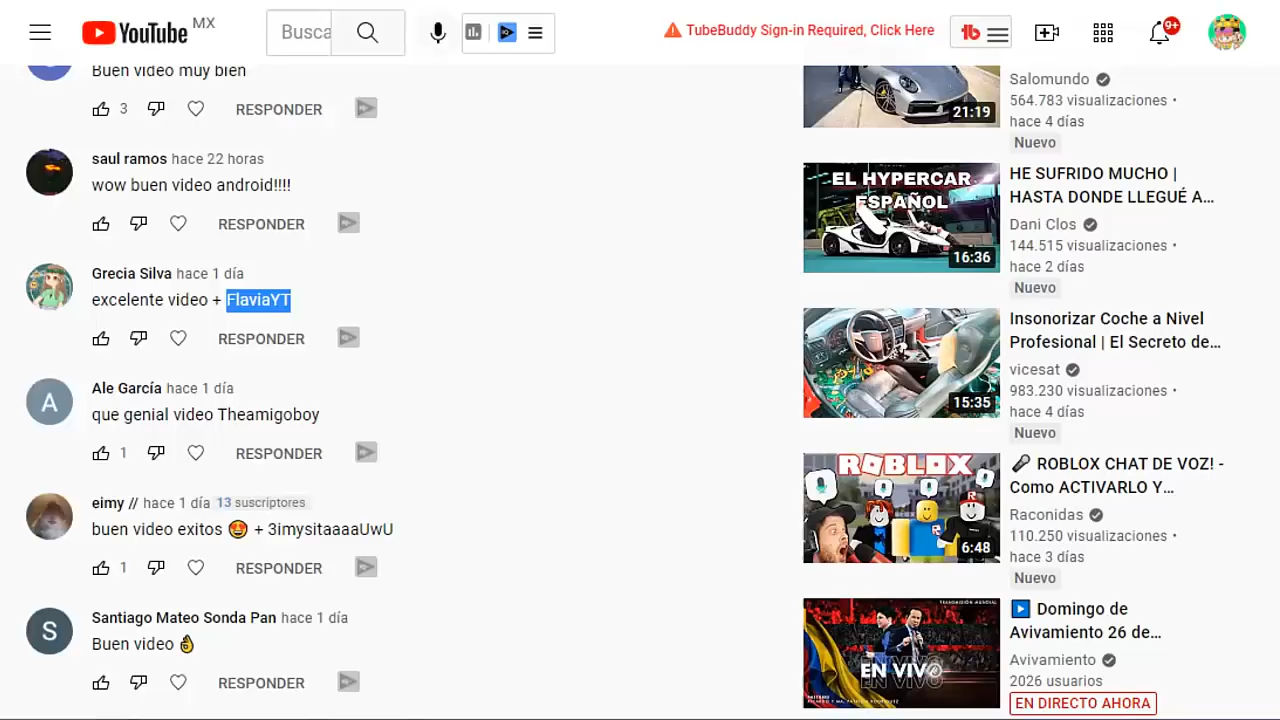 YouTube MX
Busca
TubeBuddy Sign-in Required, Click Here
9+
Buen video muy bien
3
RESPONDER
saul ramos hace 22 horas
wow buen video android!!!!
RESPONDER
Grecia Silva hace 1 día
excelente video + FlaviaYT
RESPONDER
Ale García hace 1 día
A
que genial video Theamigoboy
1
RESPONDER
eimy // hace 1 día 13 suscriptores
buen video exitos 🤩 + 3imysitaaaaUwU
1
RESPONDER
Santiago Mateo Sonda Pan hace 1 día
S
Buen video 👌
RESPONDER
21:19
Salomundo
564.783 visualizaciones •
hace 4 días
Nuevo
EL HYPERCAR
ESPAÑOL
16:36
HE SUFRIDO MUCHO |
HASTA DONDE LLEGUÉ A...
Dani Clos
144.515 visualizaciones •
hace 2 días
Nuevo
15:35
Insonorizar Coche a Nivel
Profesional | El Secreto de...
vicesat
983.230 visualizaciones •
hace 4 días
Nuevo
ROBLOX
R
6:48
🎤 ROBLOX CHAT DE VOZ! -
Como ACTIVARLO Y...
Raconidas
110.250 visualizaciones •
hace 3 días
Nuevo
TRANSMISIÓN MUNDIAL
EN VIVO
EN VIVO
▶️ Domingo de
Avivamiento 26 de...
Avivamiento
2026 usuarios
EN DIRECTO AHORA